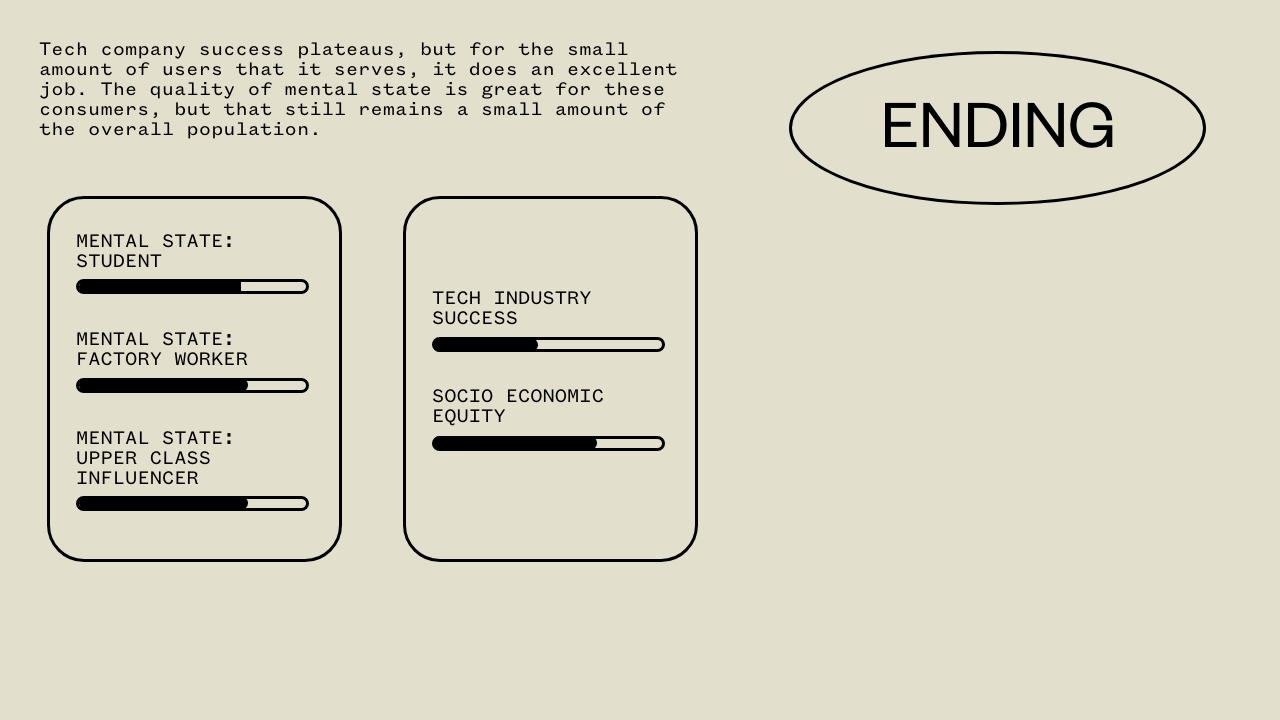 Tech company success plateaus, but for the small
amount of users that it serves, it does an excellent
job. The quality of mental state is great for these
consumers, but that still remains a small amount of
the overall population.
ENDING
MENTAL STATE:
STUDENT
MENTAL STATE:
FACTORY WORKER
MENTAL STATE:
UPPER CLASS
INFLUENCER
TECH INDUSTRY
SUCCESS
SOCIO ECONOMIC
EQUITY